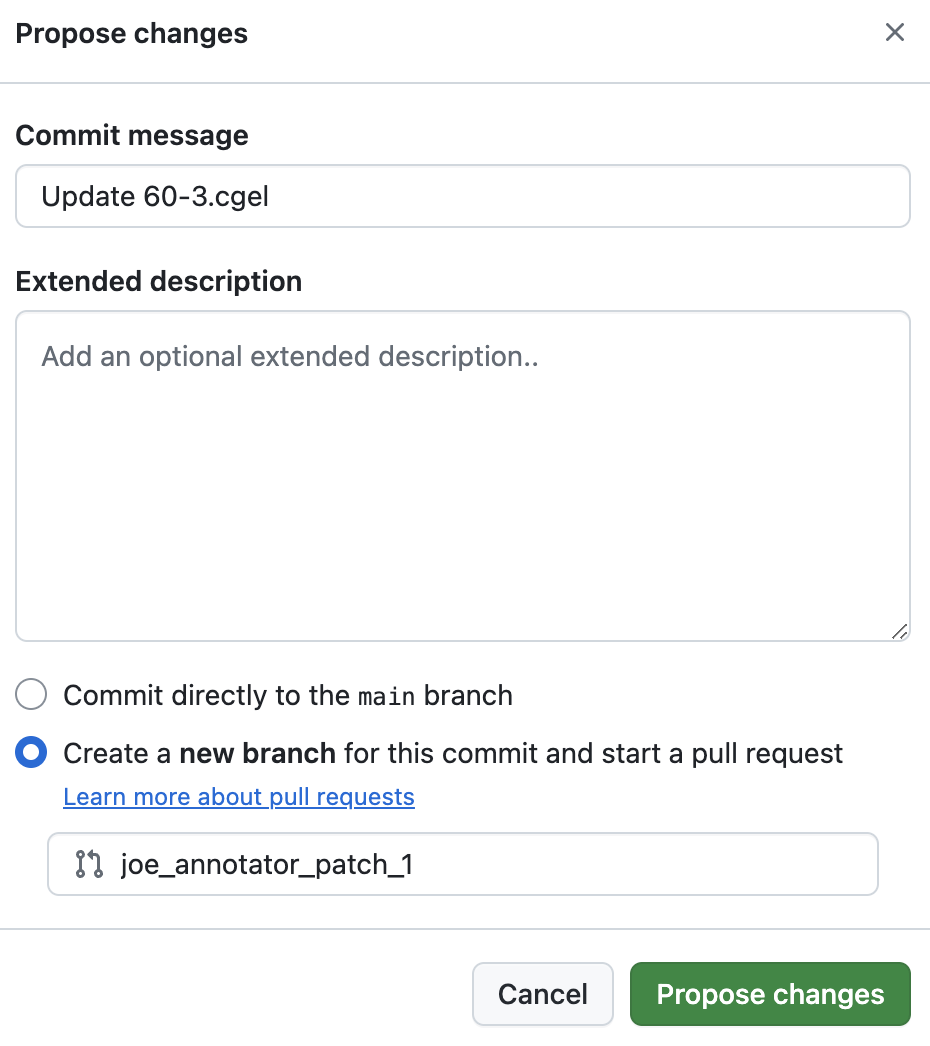 Propose changes
Commit message
Update 60-3.cgel
Extended description
Add an optional extended description..
Commit directly to the main branch
Create a new branch for this commit and start a pull request
Learn more about pull requests
joe_annotator_patch_1
Cancel
Propose changes